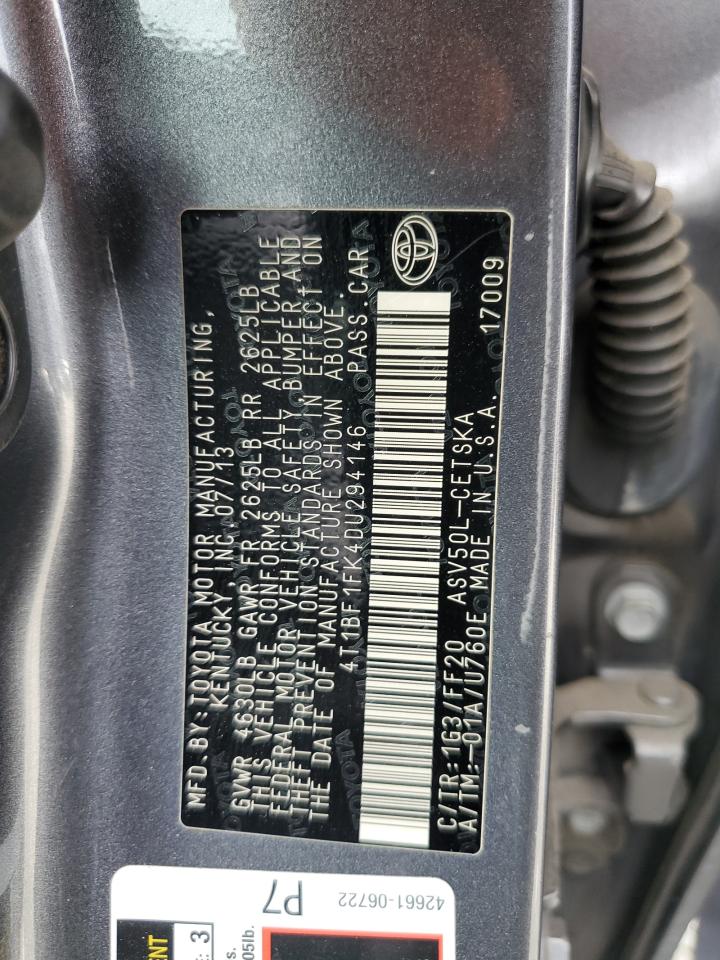 MFD.BY:TOYOTA MOTOR MANUFACTURING,
KENTUCKY INC. 07/13
GVWR 4630LB GAWR FR 2625LB RR 2625LB
THIS VEHICLE CONFORMS TO ALL APPLICABLE
FEDERAL MOTOR VEHICLE SAFETY,BUMPER AND
THEFT PREVENTION STANDARDS IN EFFECT ON
THE DATE OF MANUFACTURE SHOWN ABOVE.
4T1BF1FK4DU294146 PASS.CAR
C/TR:1G3/FF20 ASV50L-CETSKA
A/TM:-01A/U760E MADE IN U.S.A. 17009
42661-06722
P7
3
05lb.